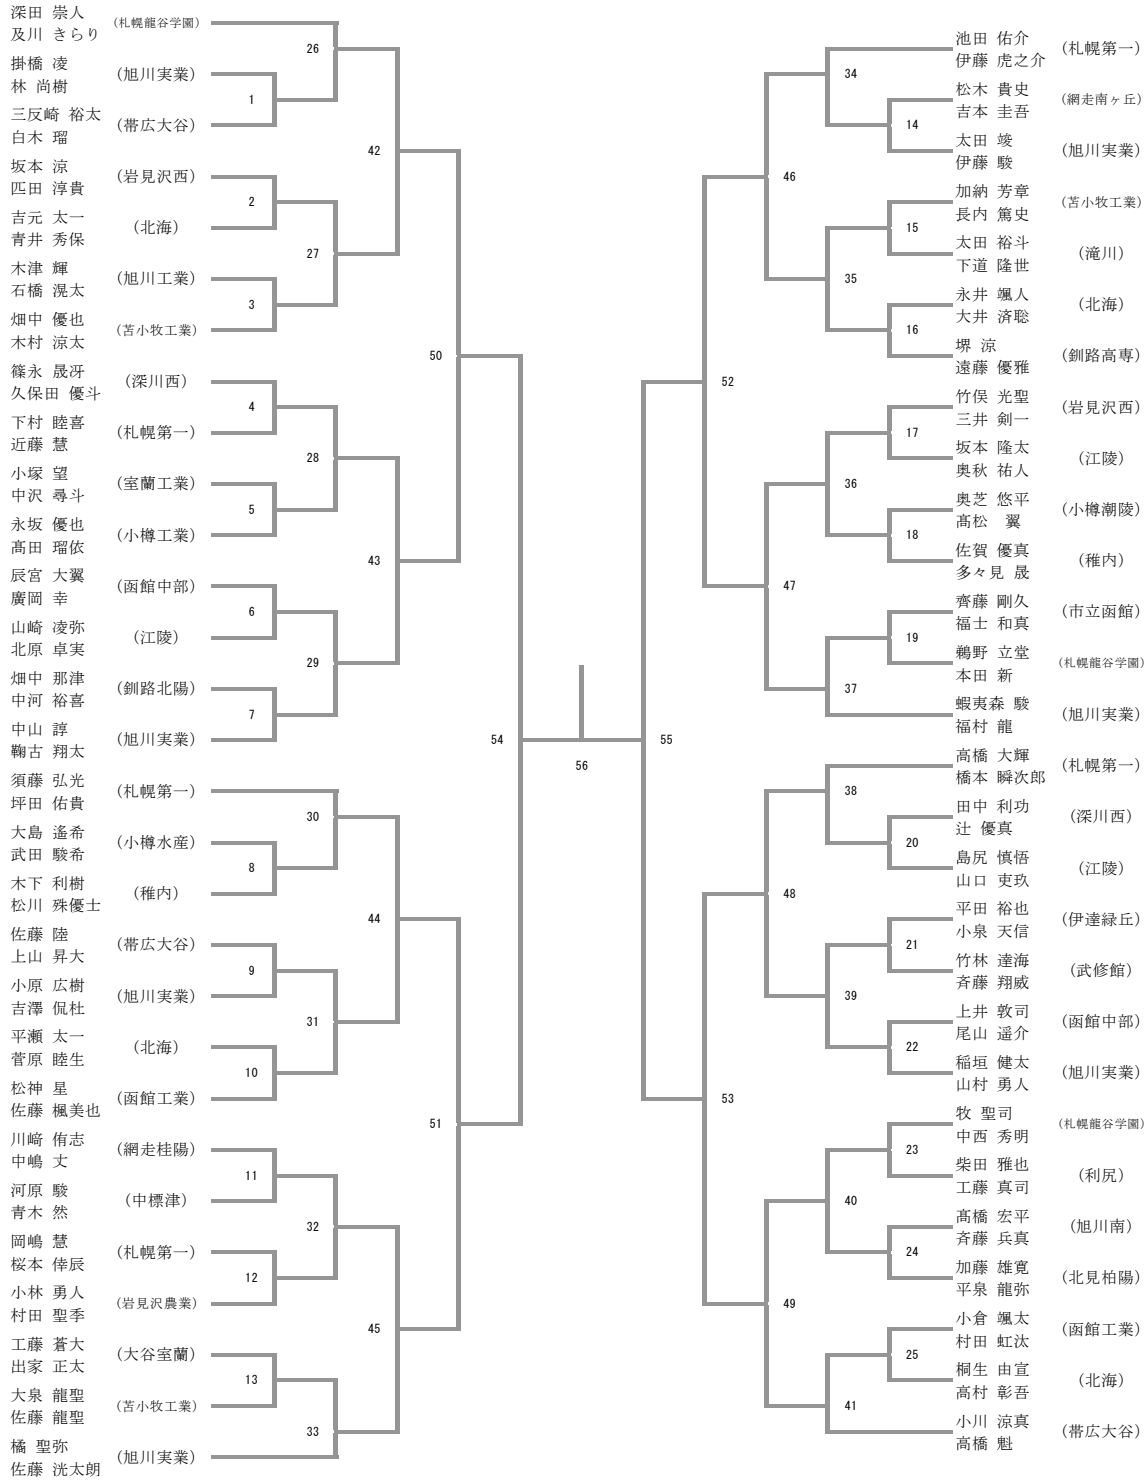 深田 崇人
及川 きらり
(札幌龍谷学園)
掛橋 凌
林 尚樹
(旭川実業)
三反崎 裕太
白木 瑠
(帯広大谷)
坂本 涼
匹田 淳貴
(岩見沢西)
吉元 太一
青井 秀保
(北海)
木津 輝
石橋 滉太
(旭川工業)
畑中 優也
木村 涼太
(苫小牧工業)
篠永 晟冴
久保田 優斗
(深川西)
下村 睦喜
近藤 慧
(札幌第一)
小塚 望
中沢 尋斗
(室蘭工業)
永坂 優也
髙田 瑠依
(小樽工業)
辰宮 大翼
廣岡 幸
(函館中部)
山崎 凌弥
北原 卓実
(江陵)
畑中 那津
中河 裕喜
(釧路北陽)
中山 諄
鞠古 翔太
(旭川実業)
須藤 弘光
坪田 佑貴
(札幌第一)
大島 遙希
武田 駿希
(小樽水産)
木下 利樹
松川 殊優士
(稚内)
佐藤 陸
上山 昇大
(帯広大谷)
小原 広樹
吉澤 侃杜
(旭川実業)
平瀬 太一
菅原 睦生
(北海)
松神 星
佐藤 楓美也
(函館工業)
川﨑 侑志
中嶋 丈
(網走桂陽)
河原 駿
青木 然
(中標津)
岡嶋 慧
桜本 倖辰
(札幌第一)
小林 勇人
村田 聖季
(岩見沢農業)
工藤 蒼大
出家 正太
(大谷室蘭)
大泉 龍聖
佐藤 龍聖
(苫小牧工業)
橘 聖弥
佐藤 洸太朗
(旭川実業)
1
2
3
4
5
6
7
8
9
10
11
12
13
26
27
28
29
30
31
32
33
42
43
44
45
50
51
54
56
55
52
53
46
47
48
49
34
35
36
37
38
39
40
41
14
15
16
17
18
19
20
21
22
23
24
25
池田 佑介
伊藤 虎之介
(札幌第一)
松木 貴史
吉本 圭吾
(網走南ヶ丘)
太田 竣
伊藤 駿
(旭川実業)
加納 芳章
長内 篤史
(苫小牧工業)
太田 裕斗
下道 隆世
(滝川)
永井 颯人
大井 済聡
(北海)
堺 涼
遠藤 優雅
(釧路高専)
竹俣 光聖
三井 剣一
(岩見沢西)
坂本 隆太
奥秋 祐人
(江陵)
奥芝 悠平
髙松 翼
(小樽潮陵)
佐賀 優真
多々見 晟
(稚内)
齊藤 剛久
福士 和真
(市立函館)
鵜野 立堂
本田 新
(札幌龍谷学園)
蝦夷森 駿
福村 龍
(旭川実業)
高橋 大輝
橋本 瞬次郎
(札幌第一)
田中 利功
辻 優真
(深川西)
島尻 慎悟
山口 吏玖
(江陵)
平田 裕也
小泉 天信
(伊達緑丘)
竹林 達海
斉藤 翔威
(武修館)
上井 敦司
尾山 遥介
(函館中部)
稲垣 健太
山村 勇人
(旭川実業)
牧 聖司
中西 秀明
(札幌龍谷学園)
柴田 雅也
工藤 真司
(利尻)
髙橋 宏平
斉藤 兵真
(旭川南)
加藤 雄寛
平泉 龍弥
(北見柏陽)
小倉 颯太
村田 虹汰
(函館工業)
桐生 由宣
高村 彰吾
(北海)
小川 涼真
高橋 魁
(帯広大谷)